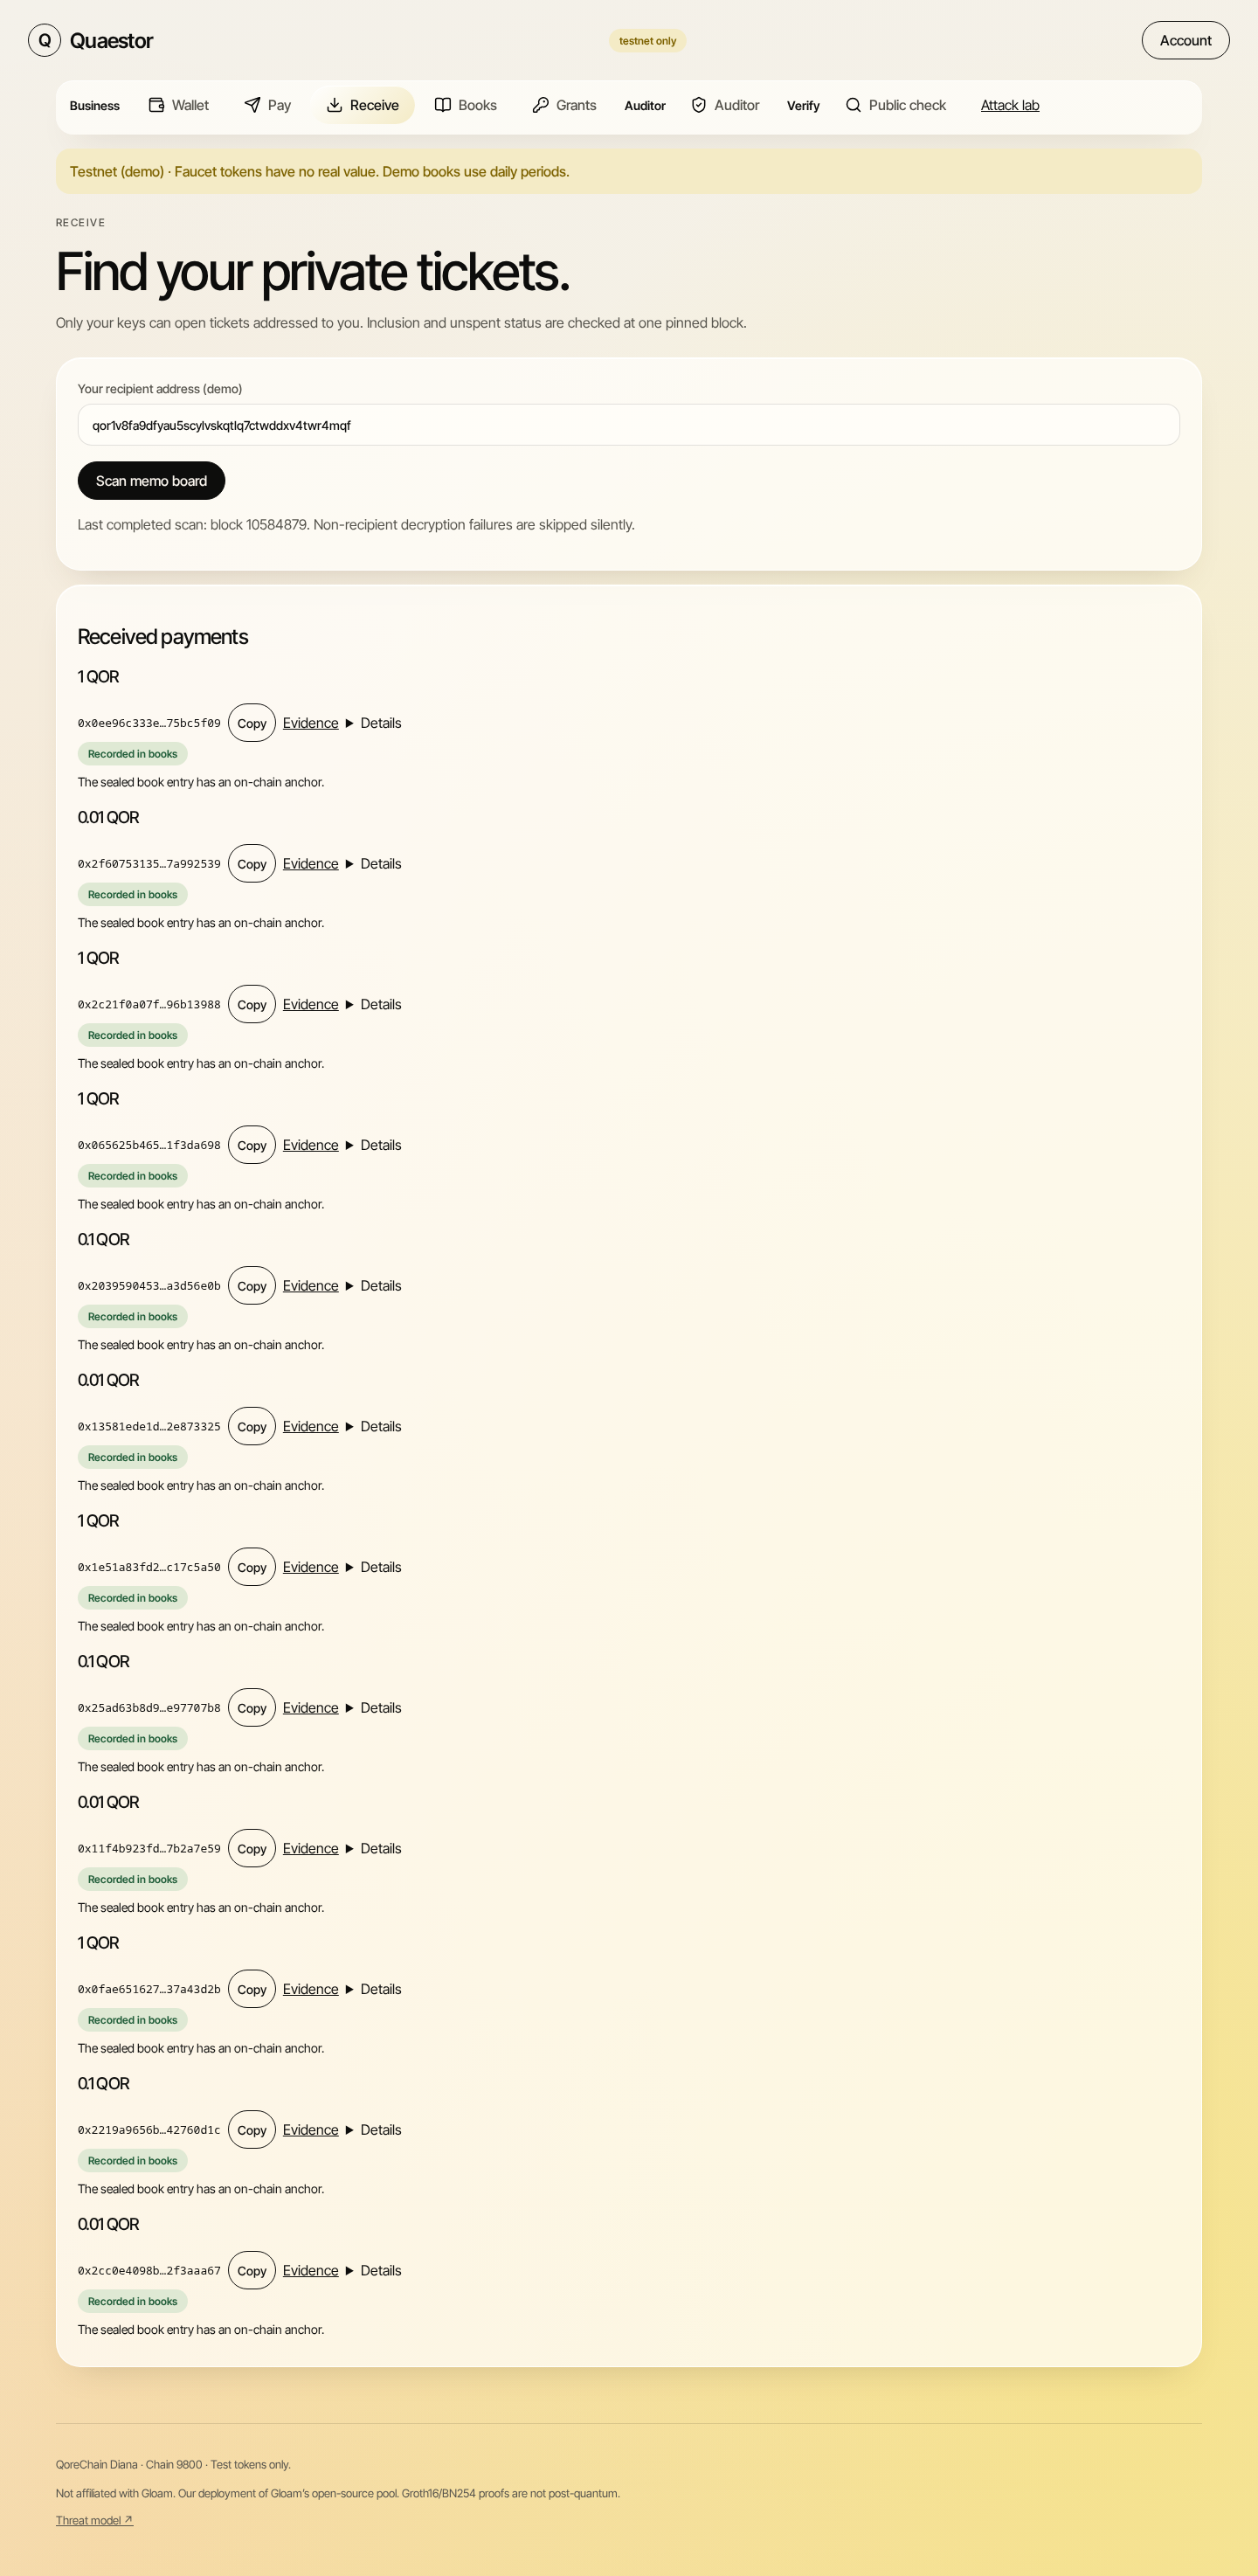 Q Quaestor
testnet only
Account
Business Wallet Pay Receive Books Grants Auditor Auditor Verify Public check Attack lab
Testnet (demo) · Faucet tokens have no real value. Demo books use daily periods.
RECEIVE
Find your private tickets.
Only your keys can open tickets addressed to you. Inclusion and unspent status are checked at one pinned block.
Your recipient address (demo)
qor1v8fa9dfyau5scylvskqtlq7ctwddxv4twr4mqf
Scan memo board
Last completed scan: block 10584879. Non-recipient decryption failures are skipped silently.
Received payments
1 QOR
0x0ee96c333e…75bc5f09 Copy Evidence ▶ Details
Recorded in books
The sealed book entry has an on-chain anchor.
0.01 QOR
0x2f60753135…7a992539 Copy Evidence ▶ Details
Recorded in books
The sealed book entry has an on-chain anchor.
1 QOR
0x2c21f0a07f…96b13988 Copy Evidence ▶ Details
Recorded in books
The sealed book entry has an on-chain anchor.
1 QOR
0x065625b465…1f3da698 Copy Evidence ▶ Details
Recorded in books
The sealed book entry has an on-chain anchor.
0.1 QOR
0x2039590453…a3d56e0b Copy Evidence ▶ Details
Recorded in books
The sealed book entry has an on-chain anchor.
0.01 QOR
0x13581ede1d…2e873325 Copy Evidence ▶ Details
Recorded in books
The sealed book entry has an on-chain anchor.
1 QOR
0x1e51a83fd2…c17c5a50 Copy Evidence ▶ Details
Recorded in books
The sealed book entry has an on-chain anchor.
0.1 QOR
0x25ad63b8d9…e97707b8 Copy Evidence ▶ Details
Recorded in books
The sealed book entry has an on-chain anchor.
0.01 QOR
0x11f4b923fd…7b2a7e59 Copy Evidence ▶ Details
Recorded in books
The sealed book entry has an on-chain anchor.
1 QOR
0x0fae651627…37a43d2b Copy Evidence ▶ Details
Recorded in books
The sealed book entry has an on-chain anchor.
0.1 QOR
0x2219a9656b…42760d1c Copy Evidence ▶ Details
Recorded in books
The sealed book entry has an on-chain anchor.
0.01 QOR
0x2cc0e4098b…2f3aaa67 Copy Evidence ▶ Details
Recorded in books
The sealed book entry has an on-chain anchor.
QoreChain Diana · Chain 9800 · Test tokens only.
Not affiliated with Gloam. Our deployment of Gloam's open-source pool. Groth16/BN254 proofs are not post-quantum.
Threat model ↗